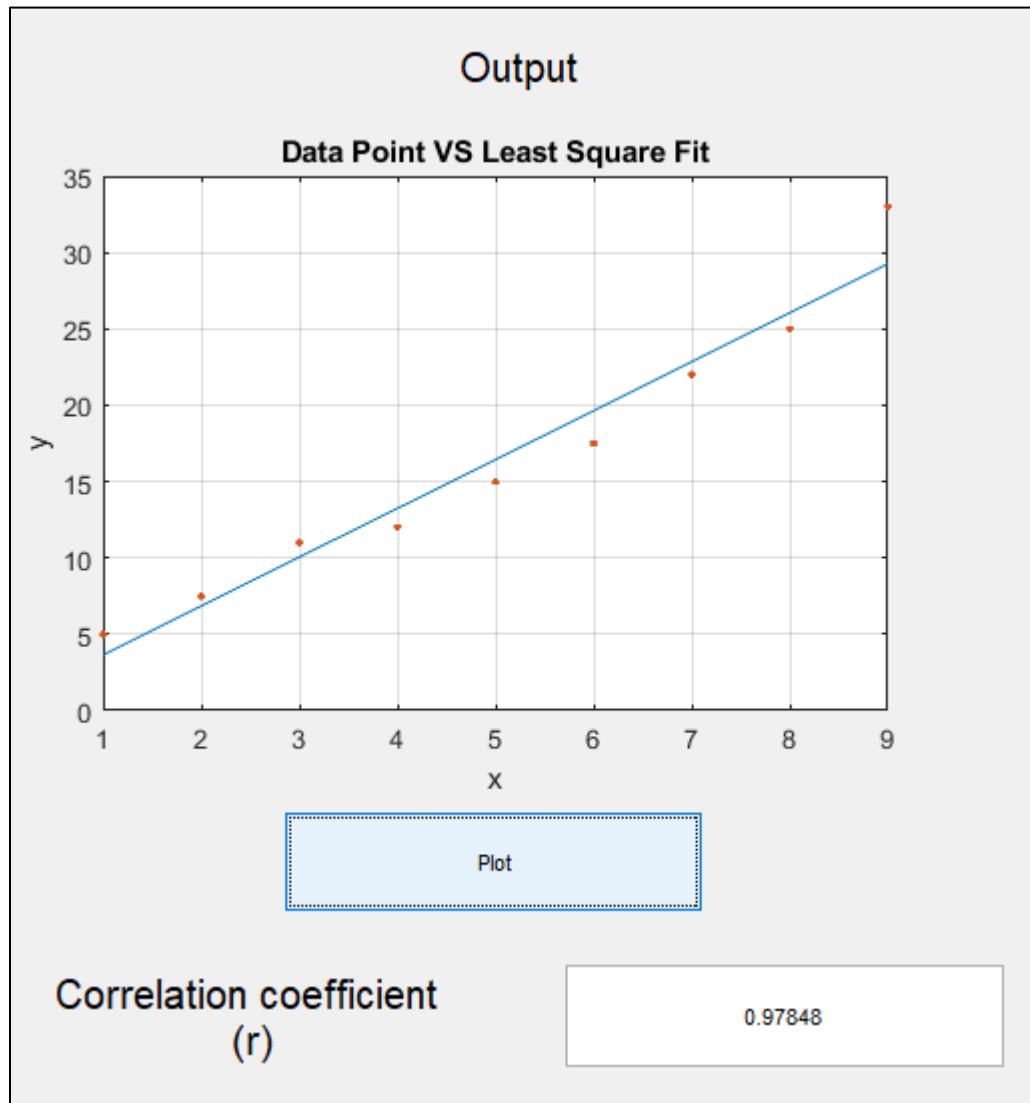 Output
Data Point VS Least Square Fit
35
30
25
20
15
10
5
0
y
1 2 3 4 5 6 7 8 9
x
Plot
Correlation coefficient
(r)
0.97848